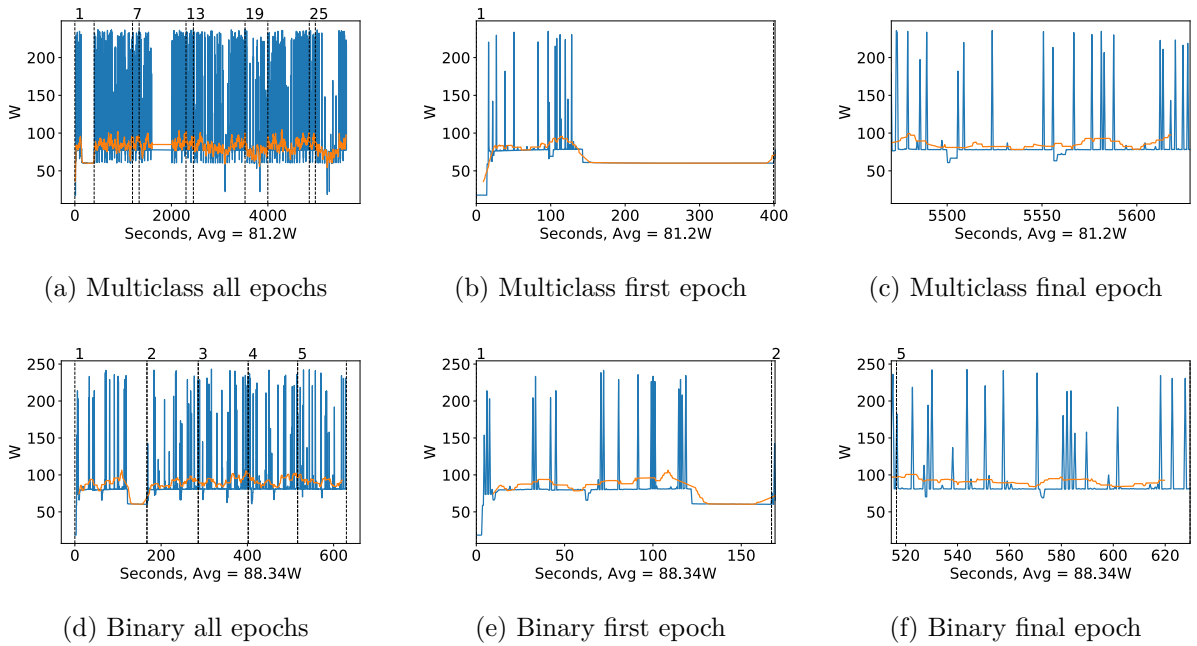 1 7 13 19 25
W
200
150
100
50
0 2000 4000
Seconds, Avg = 81.2W
(a) Multiclass all epochs
1
W
200
150
100
50
0 100 200 300 400
Seconds, Avg = 81.2W
(b) Multiclass first epoch
W
200
150
100
50
5500 5550 5600
Seconds, Avg = 81.2W
(c) Multiclass final epoch
1 2 3 4 5
W
250
200
150
100
50
0 200 400 600
Seconds, Avg = 88.34W
(d) Binary all epochs
1 2
W
250
200
150
100
50
0 50 100 150
Seconds, Avg = 88.34W
(e) Binary first epoch
5
W
250
200
150
100
50
520 540 560 580 600 620
Seconds, Avg = 88.34W
(f) Binary final epoch